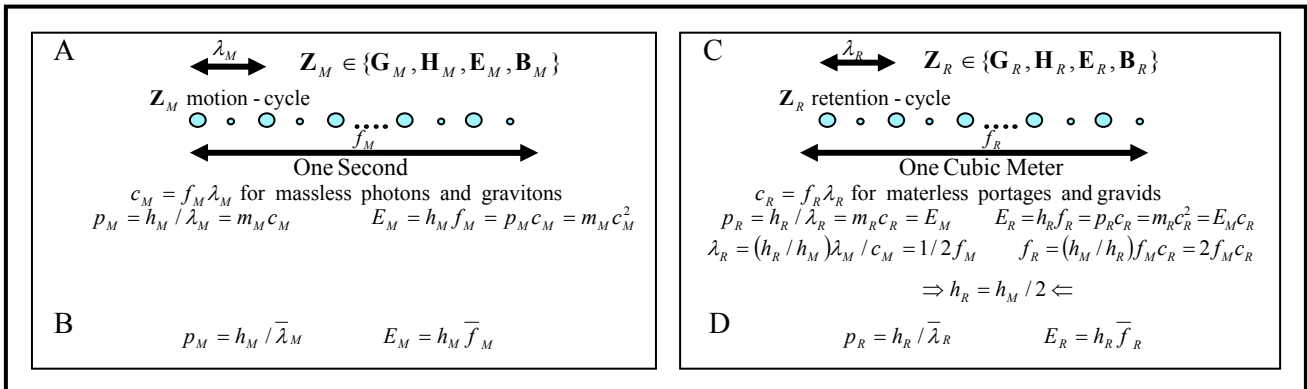 A
λ_M
Z_M ∈ {G_M, H_M, E_M, B_M}
Z_M motion - cycle
....
f_M
One Second
c_M = f_M λ_M for massless photons and gravitons
p_M = h_M / λ_M = m_M c_M    E_M = h_M f_M = p_M c_M = m_M c_M^2
B
p_M = h_M / λ̅_M    E_M = h_M f̅_M
C
λ_R
Z_R ∈ {G_R, H_R, E_R, B_R}
Z_R retention - cycle
....
f_R
One Cubic Meter
c_R = f_R λ_R for materless portages and gravids
p_R = h_R / λ_R = m_R c_R = E_M    E_R = h_R f_R = p_R c_R = m_R c_R^2 = E_M c_R
λ_R = (h_R / h_M) λ_M / c_M = 1/2 f_M    f_R = (h_M / h_R) f_M c_R = 2 f_M c_R
⇒ h_R = h_M / 2 ⇐
D
p_R = h_R / λ̅_R    E_R = h_R f̅_R